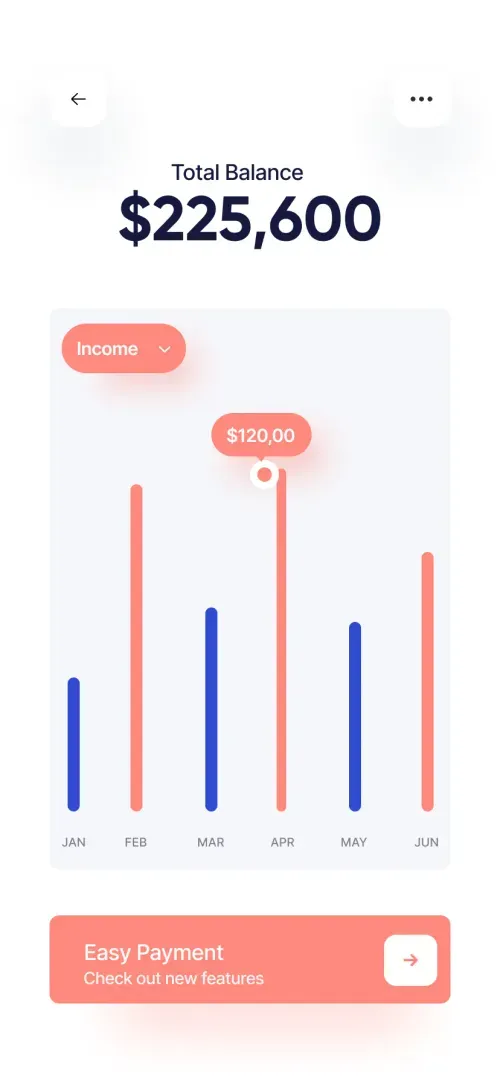 Total Balance
$225,600
Income
$120,00
JAN FEB MAR APR MAY JUN
Easy Payment
Check out new features